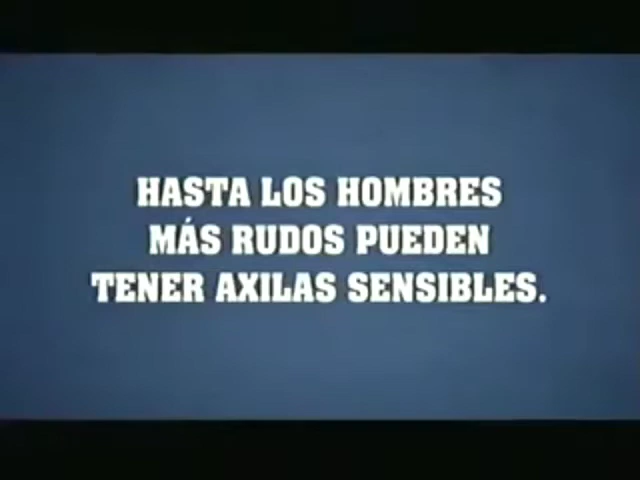 HASTA LOS HOMBRES
MÁS RUDOS PUEDEN
TENER AXILAS SENSIBLES.